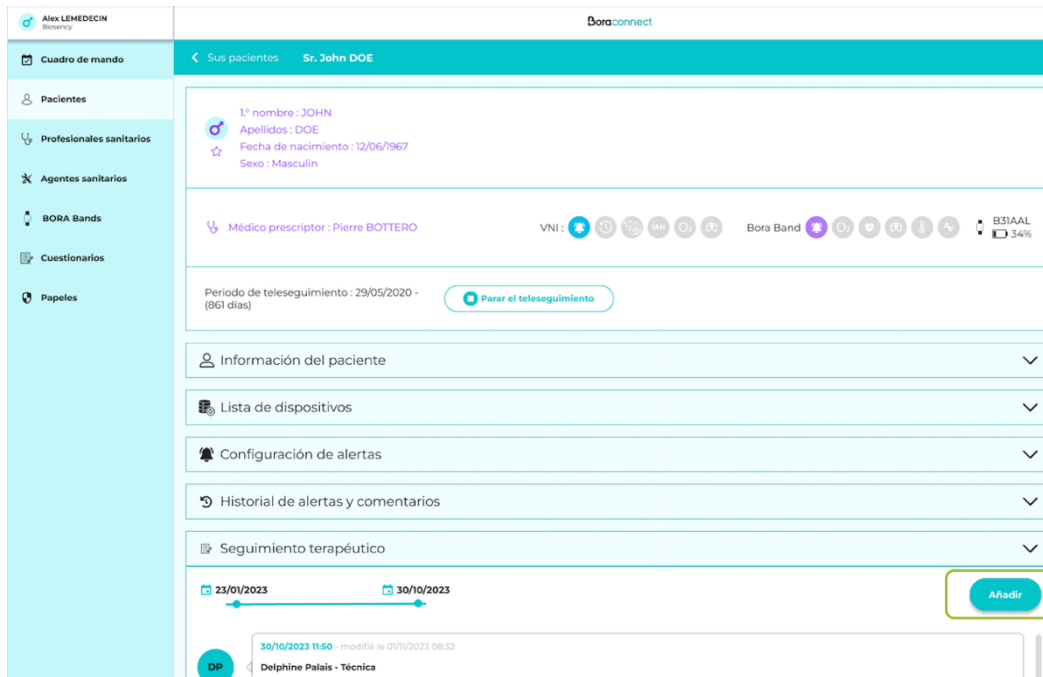 Alex LEMEDECIN
Biosency
Boraconnect
Cuadro de mando
Pacientes
Profesionales sanitarios
Agentes sanitarios
BORA Bands
Cuestionarios
Papeles
Sus pacientes Sr. John DOE
1.º nombre : JOHN
Apellidos : DOE
Fecha de nacimiento : 12/06/1967
Sexo : Masculin
Médico prescriptor : Pierre BOTTERO
VNI : IAH O₂
Bora Band O₂
B31AAL
34%
Periodo de teleseguimiento : 29/05/2020 -
(861 días)
Parar el teleseguimiento
Información del paciente
Lista de dispositivos
Configuración de alertas
Historial de alertas y comentarios
Seguimiento terapéutico
23/01/2023 30/10/2023
Añadir
30/10/2023 11:50 - modifié le 01/11/2023 08:32
DP
Delphine Palais - Técnica